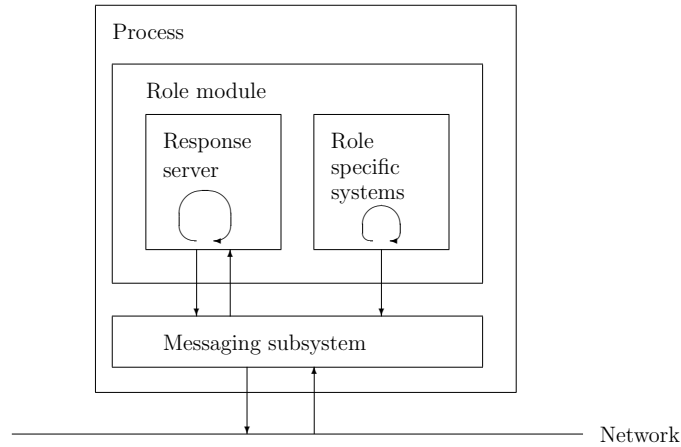 Process
Role module
Response
server
Role
specific
systems
Messaging subsystem
Network